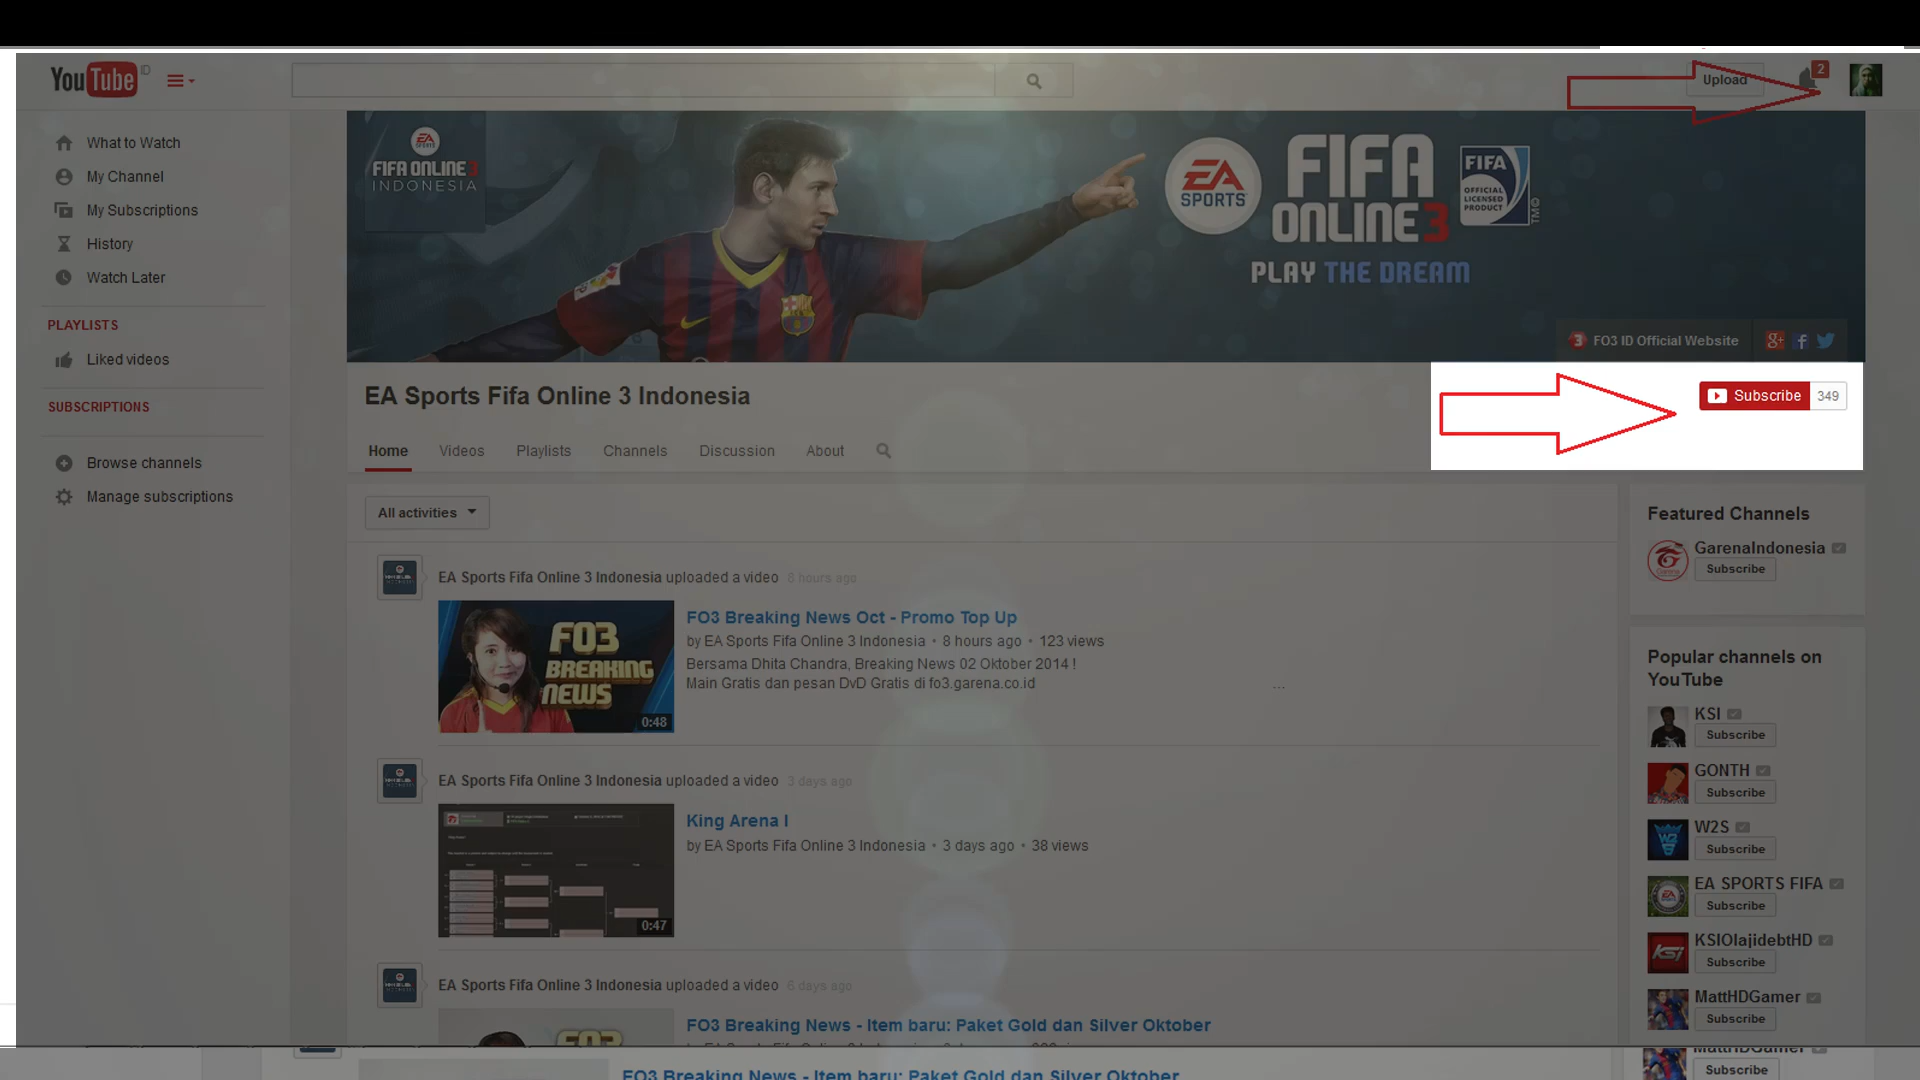 YouTube ID
Upload
2
What to Watch
My Channel
My Subscriptions
History
Watch Later
PLAYLISTS
Liked videos
SUBSCRIPTIONS
Browse channels
Manage subscriptions
EA SPORTS
FIFA ONLINE 3
INDONESIA
EA
SPORTS
FIFA
ONLINE 3
PLAY THE DREAM
FIFA
OFFICIAL
LICENSED
PRODUCT
TM©
FO3 ID Official Website
EA Sports Fifa Online 3 Indonesia
Subscribe 349
Home Videos Playlists Channels Discussion About
All activities
EA Sports Fifa Online 3 Indonesia uploaded a video 8 hours ago
FO3
BREAKING
NEWS
0:48
FO3 Breaking News Oct - Promo Top Up
by EA Sports Fifa Online 3 Indonesia • 8 hours ago • 123 views
Bersama Dhita Chandra, Breaking News 02 Oktober 2014 !
Main Gratis dan pesan DvD Gratis di fo3.garena.co.id ...
EA Sports Fifa Online 3 Indonesia uploaded a video 3 days ago
0:47
King Arena I
by EA Sports Fifa Online 3 Indonesia • 3 days ago • 38 views
EA Sports Fifa Online 3 Indonesia uploaded a video 6 days ago
FO3 Breaking News - Item baru: Paket Gold dan Silver Oktober
FO3 Breaking News - Item baru: Paket Gold dan Silver Oktober
Featured Channels
GarenaIndonesia
Subscribe
Popular channels on
YouTube
KSI
Subscribe
GONTH
Subscribe
W2S
Subscribe
EA SPORTS FIFA
Subscribe
KSIOlajidebtHD
Subscribe
MattHDGamer
Subscribe
MattHDGamer
Subscribe